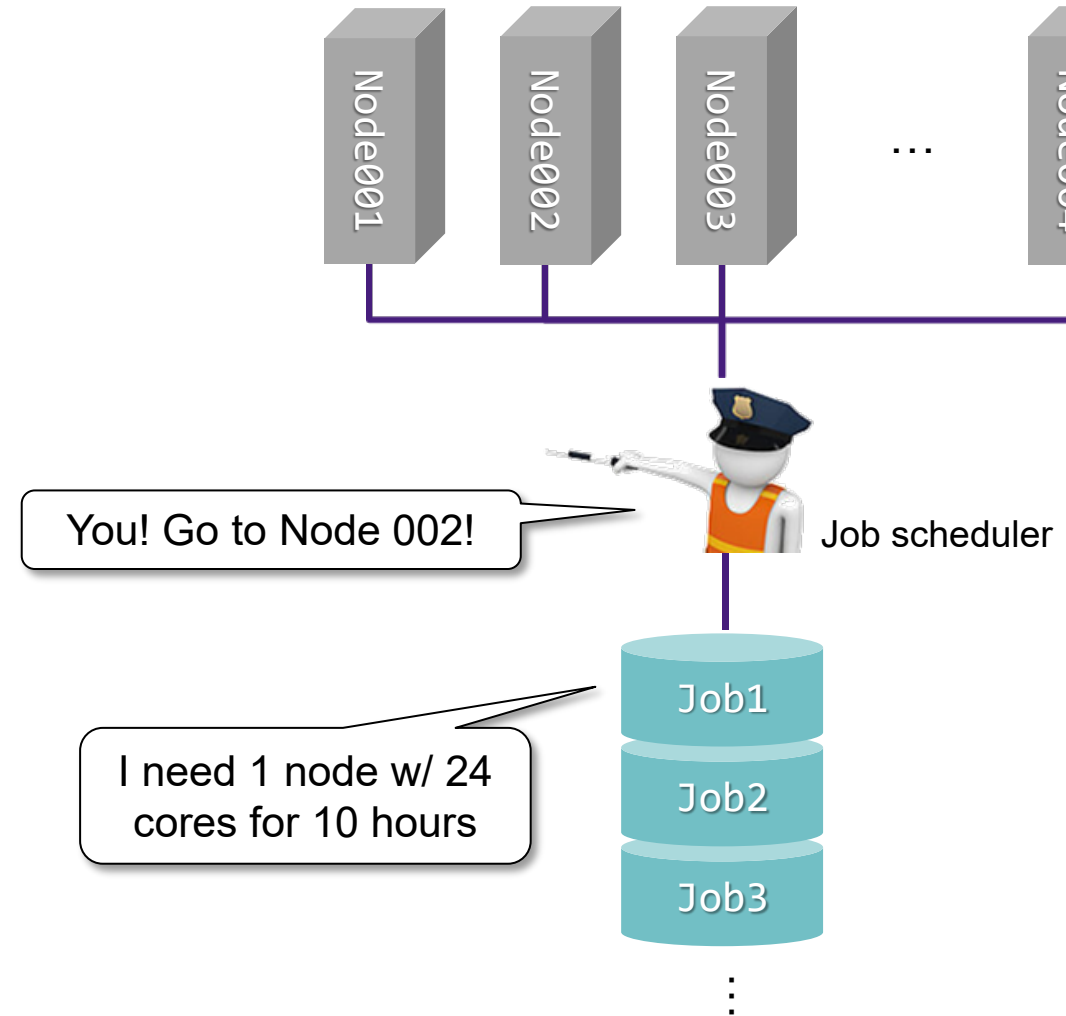 Node001
Node002
Node003
...
You! Go to Node 002!
Job scheduler
Job1
I need 1 node w/ 24
cores for 10 hours
Job2
Job3
⋮